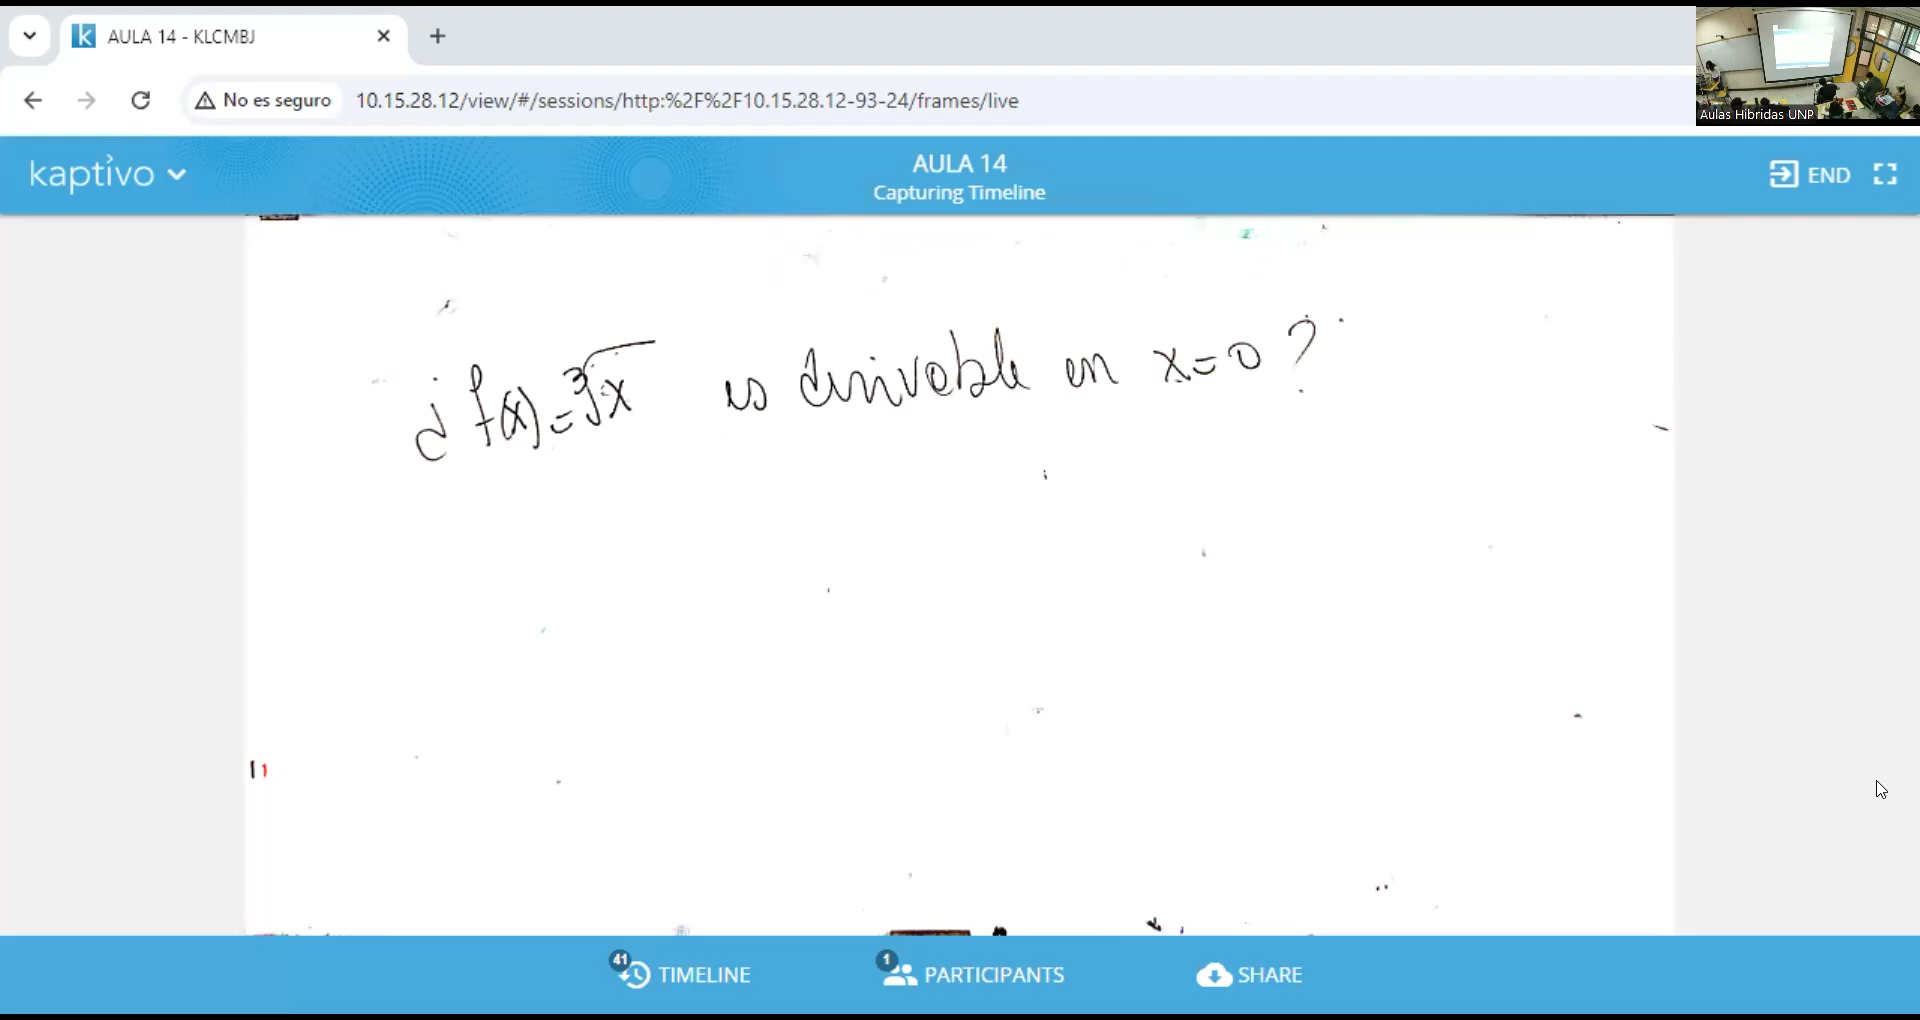 AULA 14 - KLCMBJ
No es seguro
10.15.28.12/view/#/sessions/http:%2F%2F10.15.28.12-93-24/frames/live
Aulas Hibridas UNP
kaptivo
AULA 14
Capturing Timeline
END
¿ f(x) = ∛x es derivable en x=0 ?
41
TIMELINE
1
PARTICIPANTS
SHARE